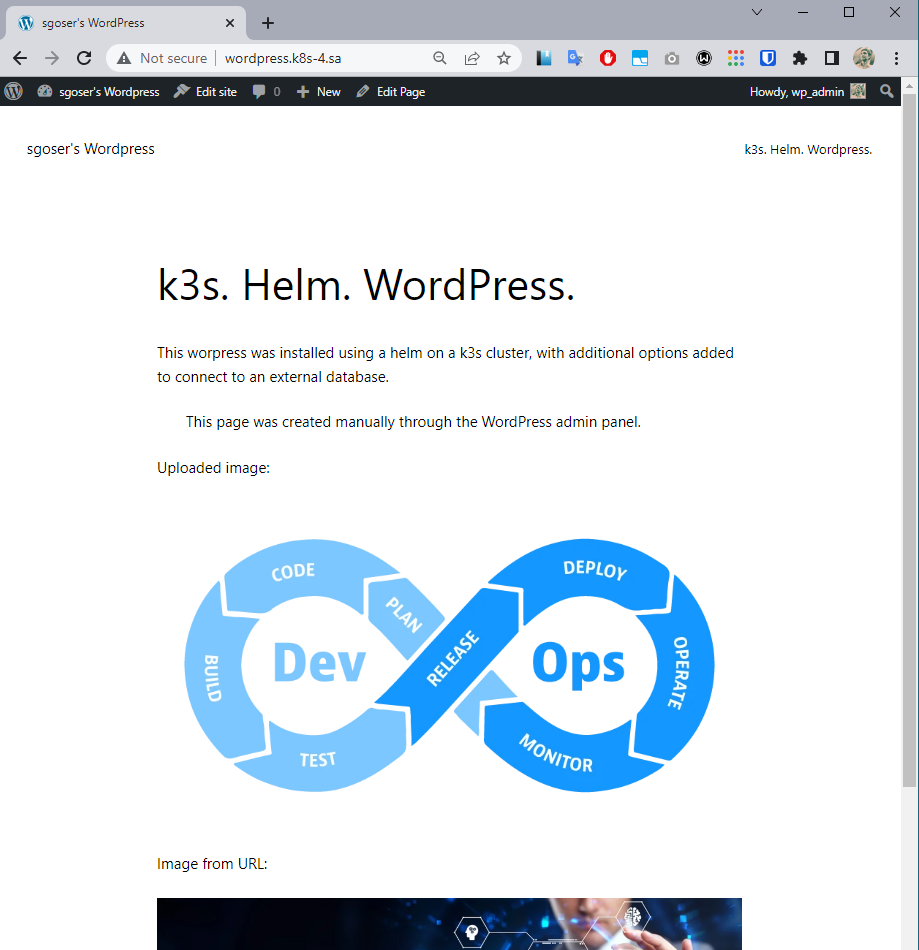 sgoser's WordPress
Not secure
wordpress.k8s-4.sa
sgoser's Wordpress
Edit site
0
New
Edit Page
Howdy, wp_admin
sgoser's Wordpress
k3s. Helm. Wordpress.
k3s. Helm. WordPress.
This worpress was installed using a helm on a k3s cluster, with additional options added
to connect to an external database.
This page was created manually through the WordPress admin panel.
Uploaded image:
CODE
PLAN
BUILD
Dev
TEST
RELEASE
DEPLOY
Ops
OPERATE
MONITOR
Image from URL: